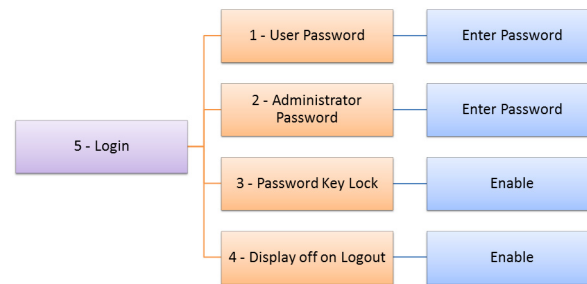 5 - Login
1 - User Password
Enter Password
2 - Administrator
Password
Enter Password
3 - Password Key Lock
Enable
4 - Display off on Logout
Enable